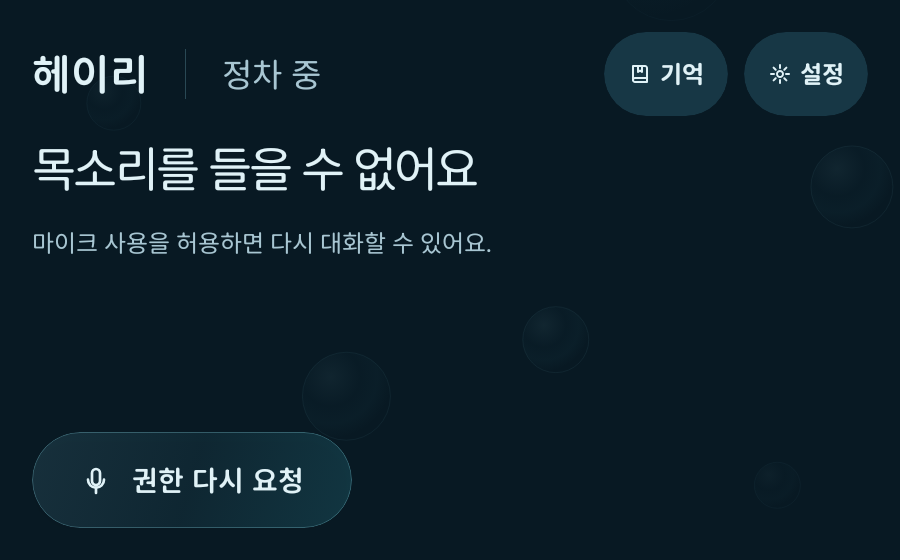 헤이리
정차 중
기억
설정
목소리를 들을 수 없어요
마이크 사용을 허용하면 다시 대화할 수 있어요.
권한 다시 요청